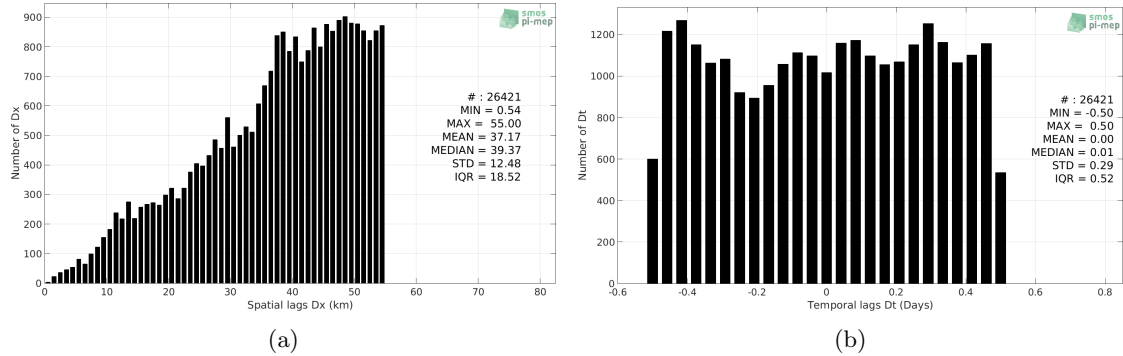 900
800
700
600
500
400
300
200
100
0
0 10 20 30 40 50 60 70 80
Number of Dx
Spatial lags Dx (km)
smos
pi-mep
# : 26421
MIN = 0.54
MAX = 55.00
MEAN = 37.17
MEDIAN = 39.37
STD = 12.48
IQR = 18.52
(a)
1200
1000
800
600
400
200
0
-0.6 -0.4 -0.2 0 0.2 0.4 0.6 0.8
Number of Dt
Temporal lags Dt (Days)
smos
pi-mep
# : 26421
MIN = -0.50
MAX = 0.50
MEAN = 0.00
MEDIAN = 0.01
STD = 0.29
IQR = 0.52
(b)